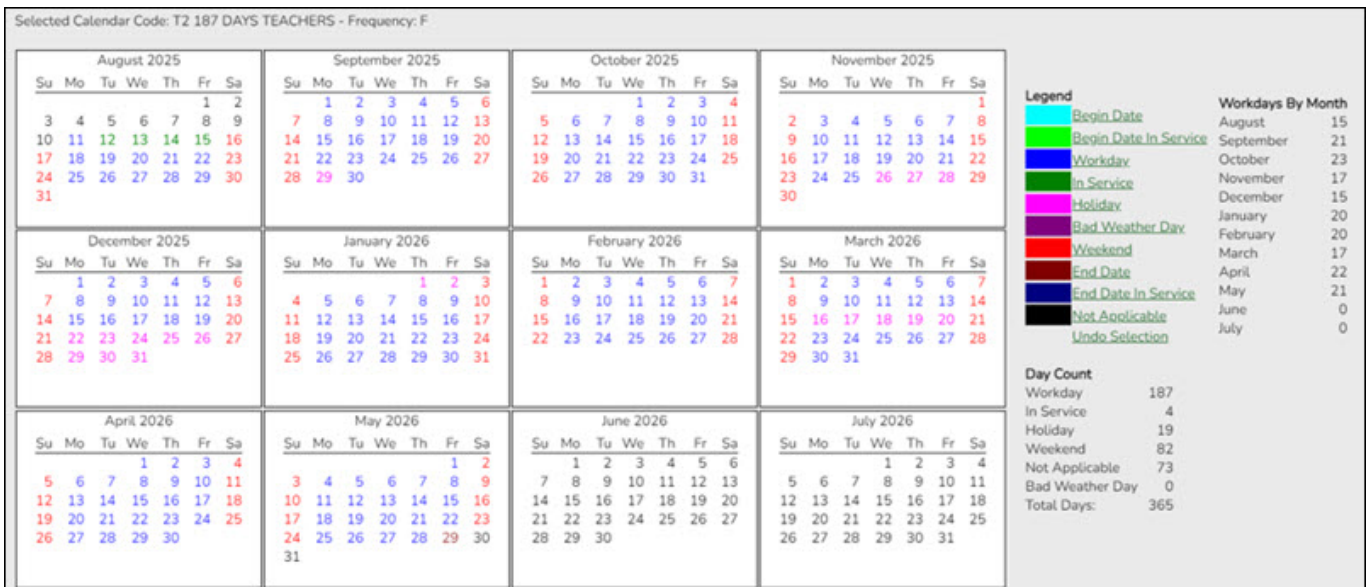 Selected Calendar Code: T2 187 DAYS TEACHERS - Frequency: F
August 2025
Su Mo Tu We Th Fr Sa
1 2
3 4 5 6 7 8 9
10 11 12 13 14 15 16
17 18 19 20 21 22 23
24 25 26 27 28 29 30
31
September 2025
Su Mo Tu We Th Fr Sa
1 2 3 4 5 6
7 8 9 10 11 12 13
14 15 16 17 18 19 20
21 22 23 24 25 26 27
28 29 30
October 2025
Su Mo Tu We Th Fr Sa
1 2 3 4
5 6 7 8 9 10 11
12 13 14 15 16 17 18
19 20 21 22 23 24 25
26 27 28 29 30 31
November 2025
Su Mo Tu We Th Fr Sa
1
2 3 4 5 6 7 8
9 10 11 12 13 14 15
16 17 18 19 20 21 22
23 24 25 26 27 28 29
30
December 2025
Su Mo Tu We Th Fr Sa
1 2 3 4 5 6
7 8 9 10 11 12 13
14 15 16 17 18 19 20
21 22 23 24 25 26 27
28 29 30 31
January 2026
Su Mo Tu We Th Fr Sa
1 2 3
4 5 6 7 8 9 10
11 12 13 14 15 16 17
18 19 20 21 22 23 24
25 26 27 28 29 30 31
February 2026
Su Mo Tu We Th Fr Sa
1 2 3 4 5 6 7
8 9 10 11 12 13 14
15 16 17 18 19 20 21
22 23 24 25 26 27 28
March 2026
Su Mo Tu We Th Fr Sa
1 2 3 4 5 6 7
8 9 10 11 12 13 14
15 16 17 18 19 20 21
22 23 24 25 26 27 28
29 30 31
April 2026
Su Mo Tu We Th Fr Sa
1 2 3 4
5 6 7 8 9 10 11
12 13 14 15 16 17 18
19 20 21 22 23 24 25
26 27 28 29 30
May 2026
Su Mo Tu We Th Fr Sa
1 2
3 4 5 6 7 8 9
10 11 12 13 14 15 16
17 18 19 20 21 22 23
24 25 26 27 28 29 30
31
June 2026
Su Mo Tu We Th Fr Sa
1 2 3 4 5 6
7 8 9 10 11 12 13
14 15 16 17 18 19 20
21 22 23 24 25 26 27
28 29 30
July 2026
Su Mo Tu We Th Fr Sa
1 2 3 4
5 6 7 8 9 10 11
12 13 14 15 16 17 18
19 20 21 22 23 24 25
26 27 28 29 30 31
Legend
Begin Date
Begin Date In Service
Workday
In Service
Holiday
Bad Weather Day
Weekend
End Date
End Date In Service
Not Applicable
Undo Selection
Workdays By Month
August 15
September 21
October 23
November 17
December 15
January 20
February 20
March 17
April 22
May 21
June 0
July 0
Day Count
Workday 187
In Service 4
Holiday 19
Weekend 82
Not Applicable 73
Bad Weather Day 0
Total Days: 365